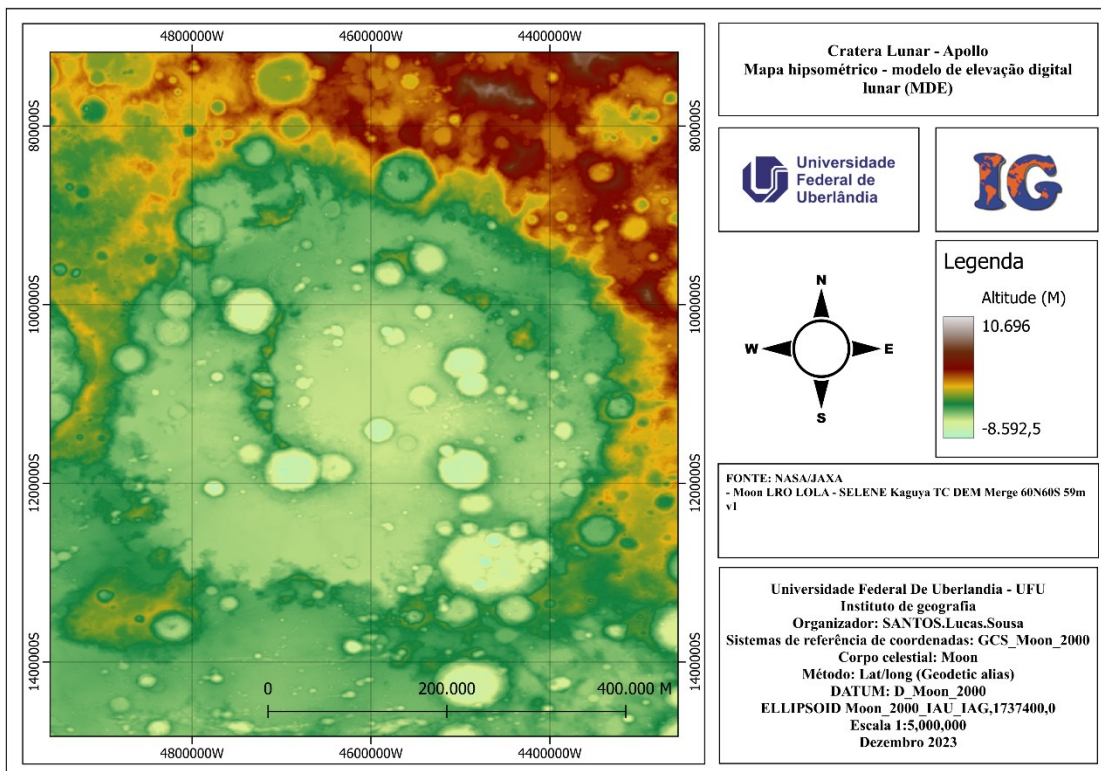 4800000W 4600000W 4400000W
800000S
1000000S
1200000S
1400000S
800000S
1000000S
1200000S
1400000S
0 200.000 400.000 M
4800000W 4600000W 4400000W
Cratera Lunar - Apollo
Mapa hipsométrico - modelo de elevação digital
lunar (MDE)
Universidade
Federal de
Uberlândia
IG
N
W E
S
Legenda
Altitude (M)
10.696
-8.592,5
FONTE: NASA/JAXA
- Moon LRO LOLA - SELENE Kaguya TC DEM Merge 60N60S 59m
v1
Universidade Federal De Uberlandia - UFU
Instituto de geografia
Organizador: SANTOS.Lucas.Sousa
Sistemas de referência de coordenadas: GCS_Moon_2000
Corpo celestial: Moon
Método: Lat/long (Geodetic alias)
DATUM: D_Moon_2000
ELLIPSOID Moon_2000_IAU_IAG,1737400,0
Escala 1:5,000,000
Dezembro 2023